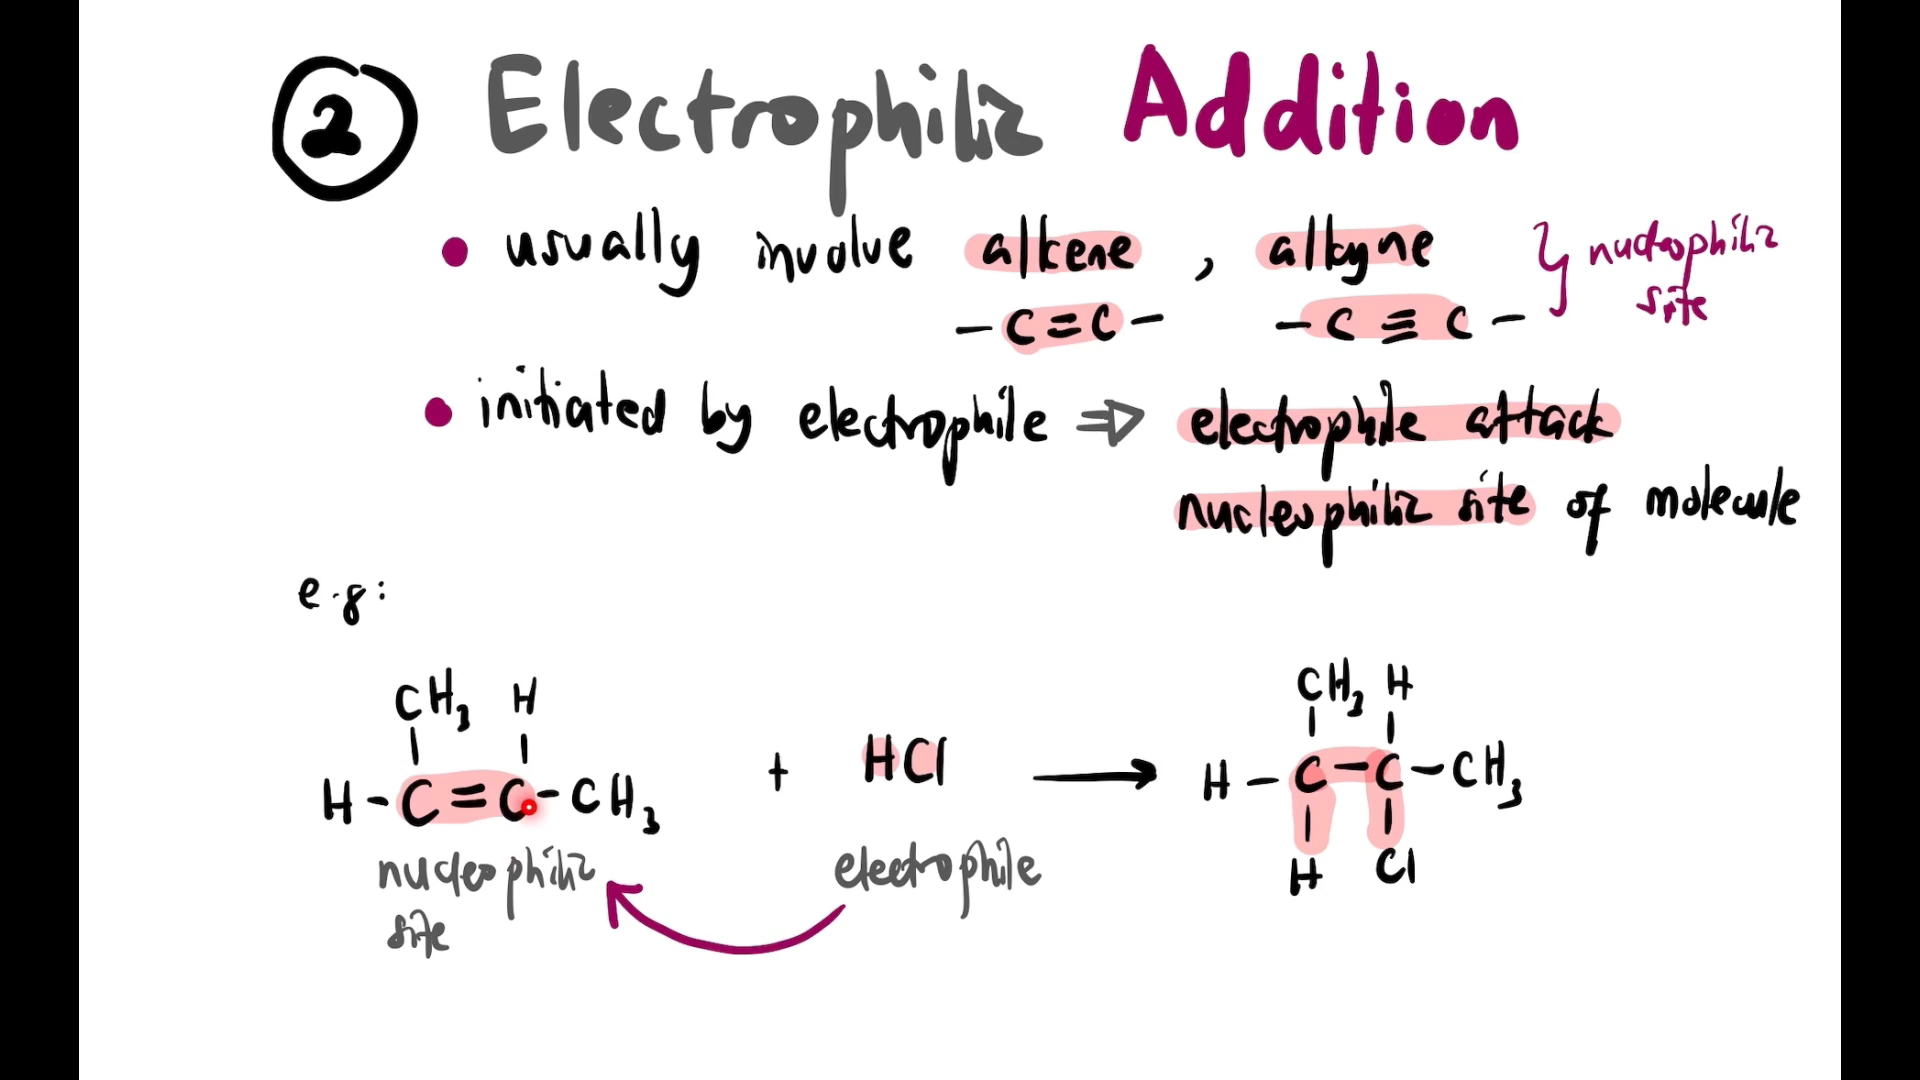 2 Electrophilic Addition
• usually involve alkene , alkyne } nucleophilic site
-C=C- -C≡C-
• initiated by electrophile ⇒ electrophile attack
nucleophilic site of molecule
e.g:
CH3 H
H-C=C-CH3 + HCl → H-C-C-CH3
H Cl
nucleophilic site
electrophile
CH3 H